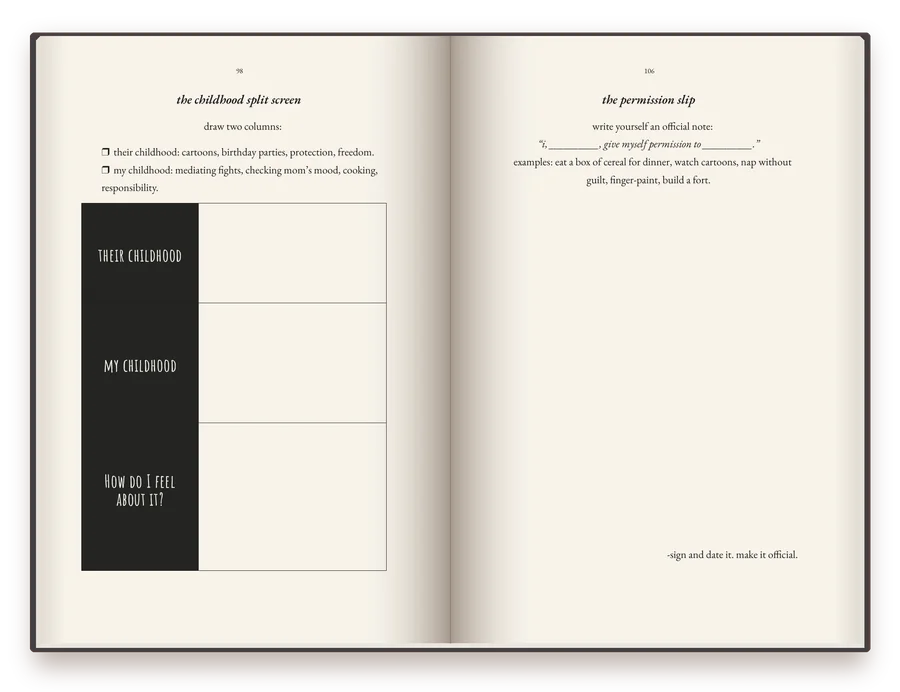 98
the childhood split screen
draw two columns:
❐ their childhood: cartoons, birthday parties, protection, freedom.
❐ my childhood: mediating fights, checking mom’s mood, cooking,
responsibility.
THEIR CHILDHOOD
MY CHILDHOOD
HOW DO I FEEL
ABOUT IT?
106
the permission slip
write yourself an official note:
“i, _________, give myself permission to _________.”
examples: eat a box of cereal for dinner, watch cartoons, nap without
guilt, finger-paint, build a fort.
-sign and date it. make it official.